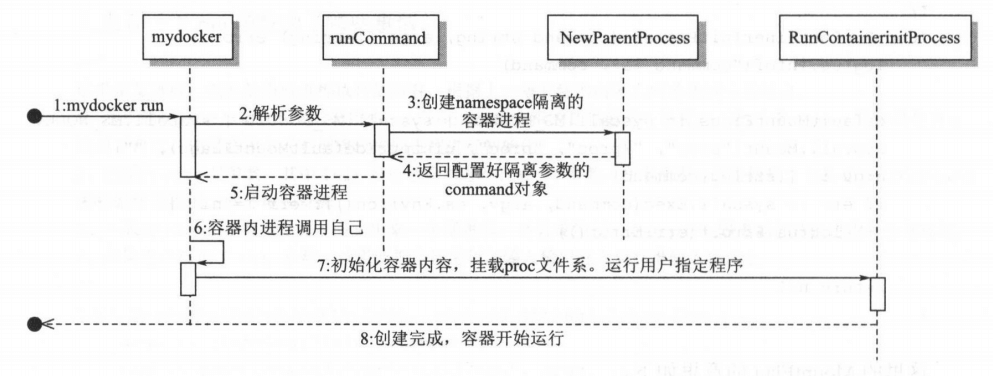 mydocker
runCommand
NewParentProcess
RunContainerinitProcess
1:mydocker run
2:解析参数
3:创建namespace隔离的
容器进程
4:返回配置好隔离参数的
command对象
5:启动容器进程
6:容器内进程调用自己
7:初始化容器内容，挂载proc文件系。运行用户指定程序
8:创建完成，容器开始运行